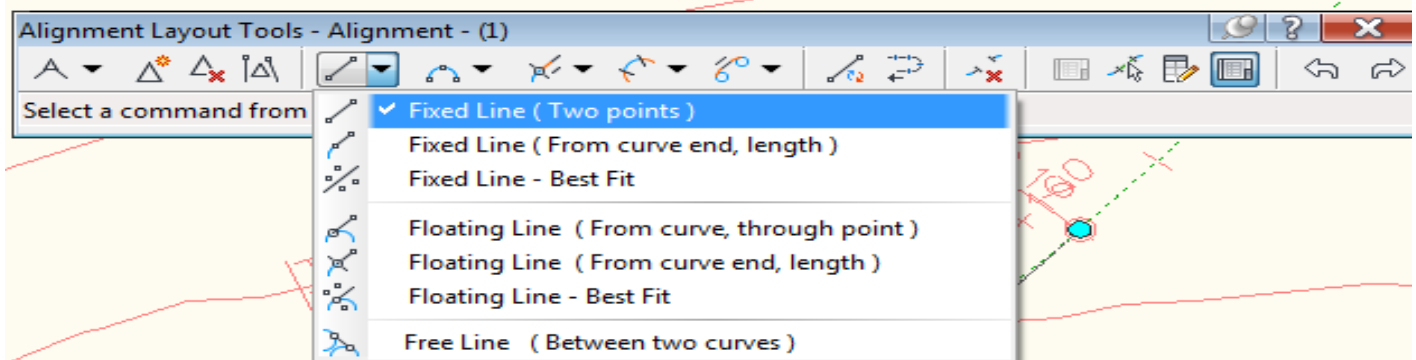 Alignment Layout Tools - Alignment - (1)
Select a command from
Fixed Line ( Two points )
Fixed Line ( From curve end, length )
Fixed Line - Best Fit
Floating Line ( From curve, through point )
Floating Line ( From curve end, length )
Floating Line - Best Fit
Free Line ( Between two curves )